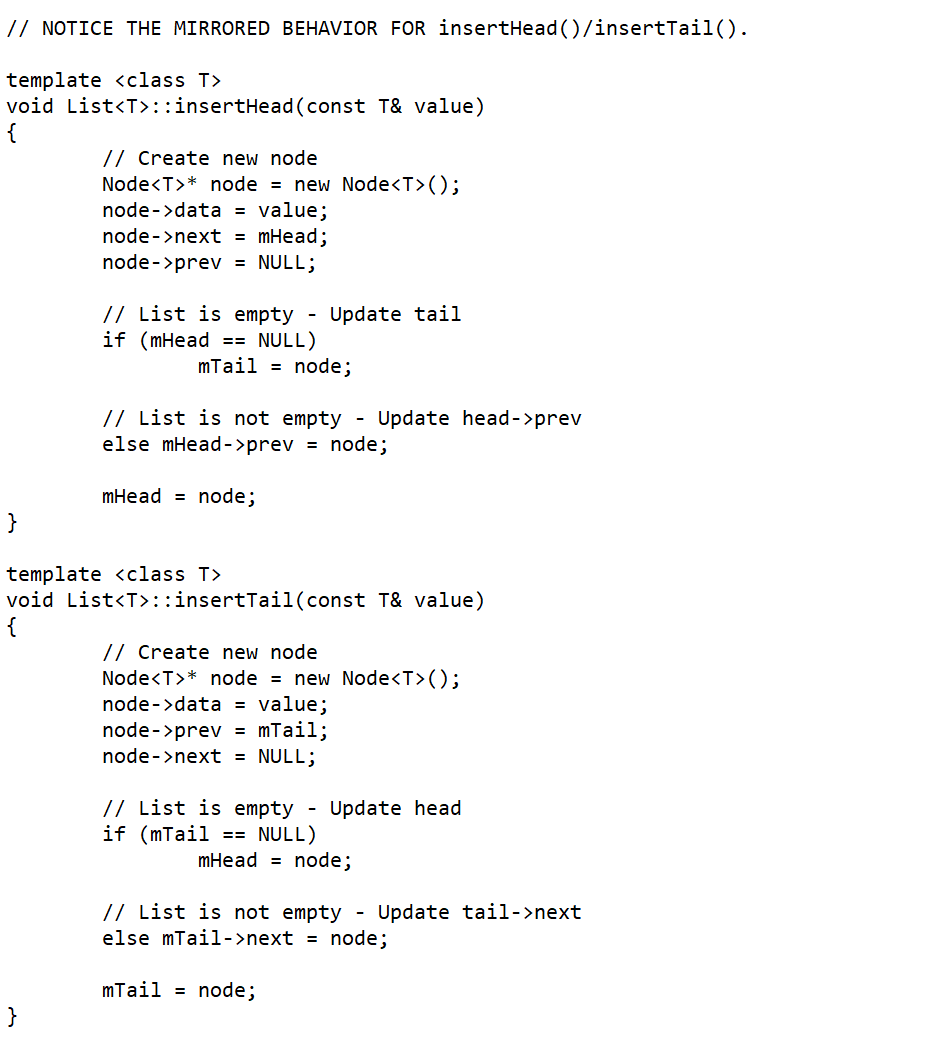 // NOTICE THE MIRRORED BEHAVIOR FOR insertHead()/insertTail().

template <class T>
void List<T>::insertHead(const T& value)
{
        // Create new node
        Node<T>* node = new Node<T>();
        node->data = value;
        node->next = mHead;
        node->prev = NULL;

        // List is empty - Update tail
        if (mHead == NULL)
                mTail = node;

        // List is not empty - Update head->prev
        else mHead->prev = node;

        mHead = node;
}

template <class T>
void List<T>::insertTail(const T& value)
{
        // Create new node
        Node<T>* node = new Node<T>();
        node->data = value;
        node->prev = mTail;
        node->next = NULL;

        // List is empty - Update head
        if (mTail == NULL)
                mHead = node;

        // List is not empty - Update tail->next
        else mTail->next = node;

        mTail = node;
}